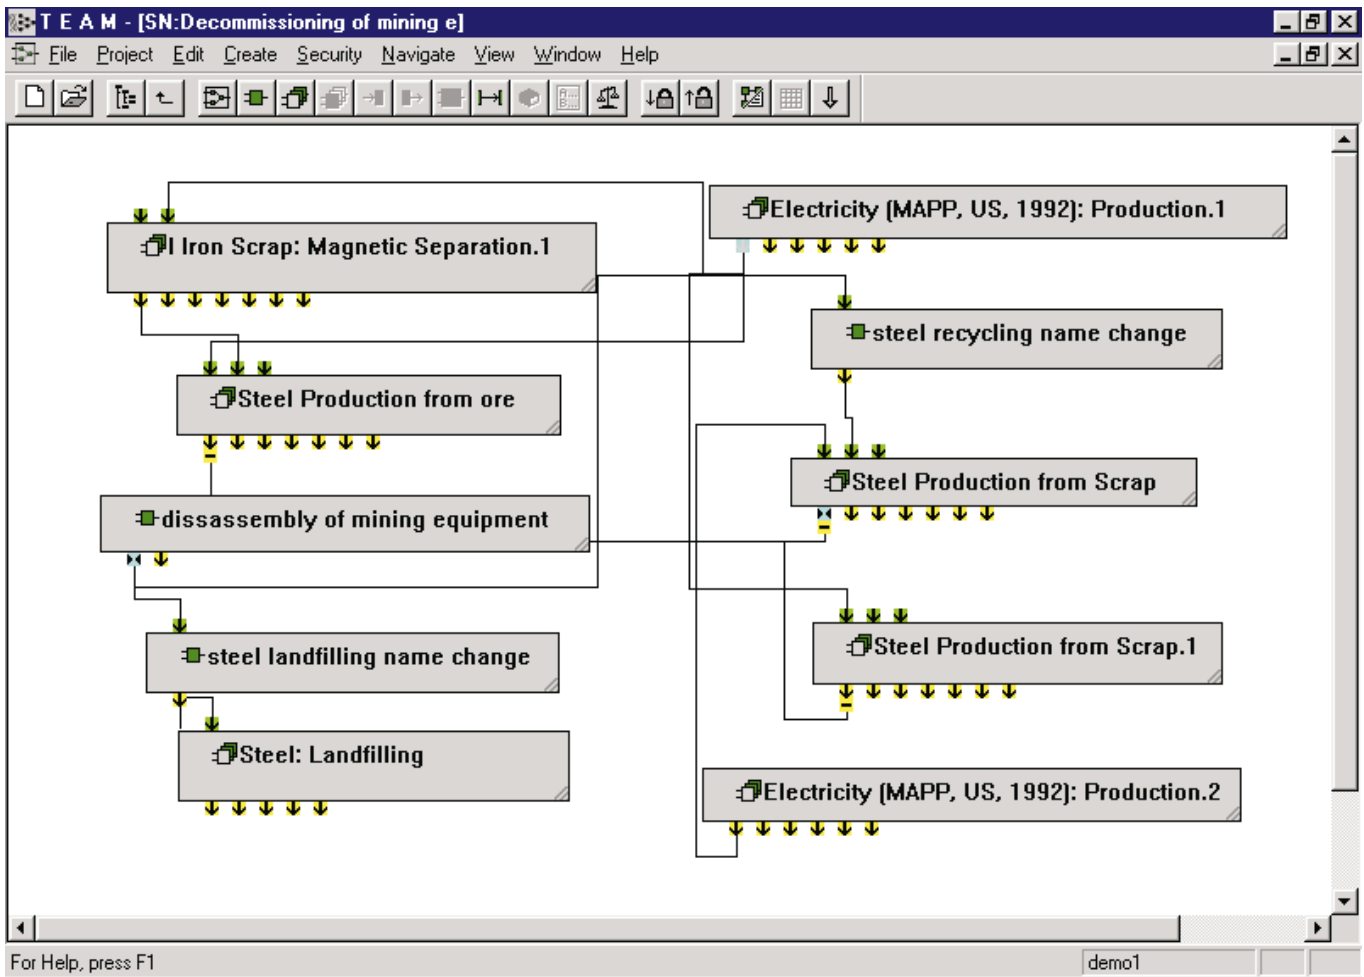 T E A M - [SN:Decommissioning of mining e]
File Project Edit Create Security Navigate View Window Help
Electricity (MAPP, US, 1992): Production.1
l Iron Scrap: Magnetic Separation.1
steel recycling name change
Steel Production from ore
Steel Production from Scrap
dissassembly of mining equipment
Steel Production from Scrap.1
steel landfilling name change
Steel: Landfilling
Electricity (MAPP, US, 1992): Production.2
For Help, press F1
demo1